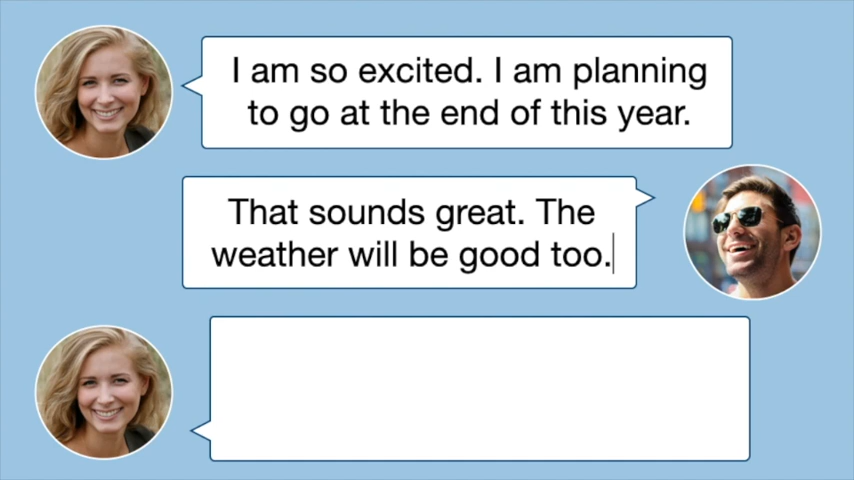 I am so excited. I am planning
to go at the end of this year.
That sounds great. The
weather will be good too.